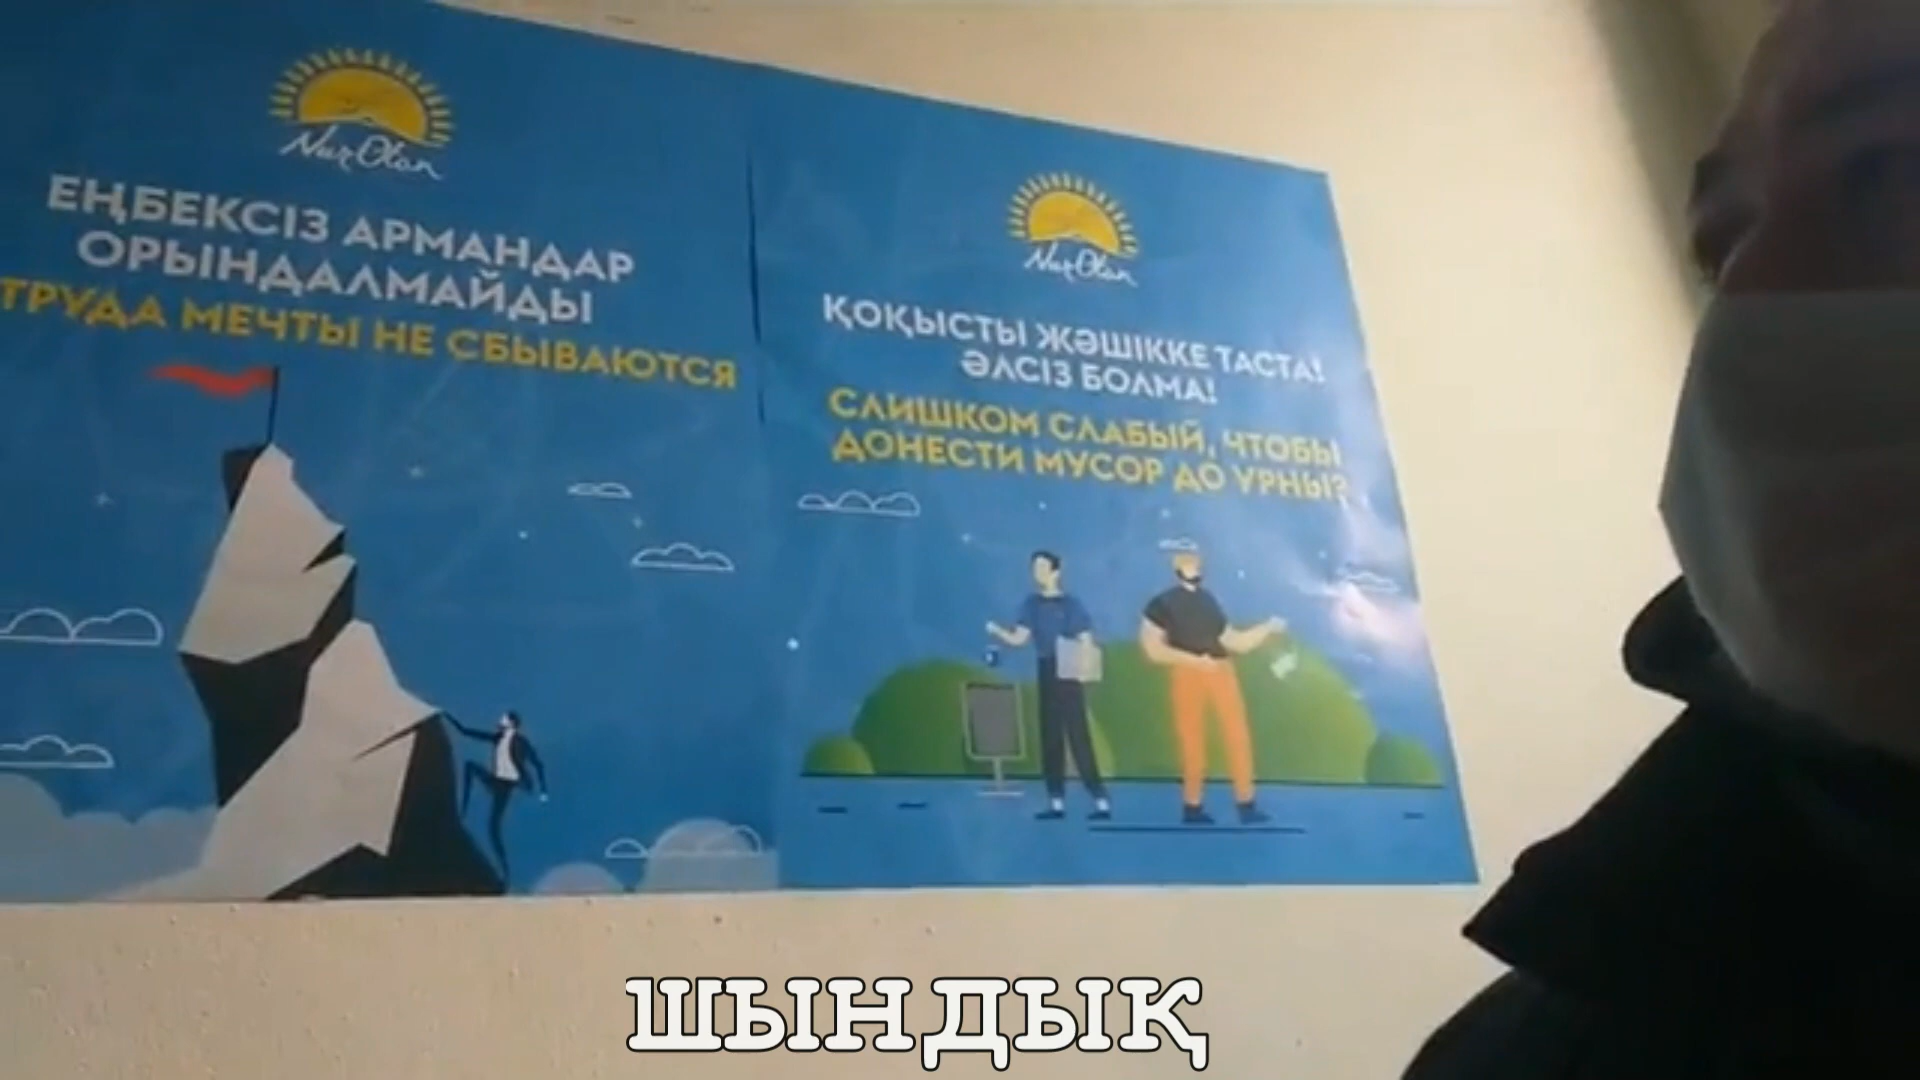 Nur Otan
ЕҢБЕКСІЗ АРМАНДАР
ОРЫНДАЛМАЙДЫ
ТРУДА МЕЧТЫ НЕ СБЫВАЮТСЯ
Nur Otan
ҚОҚЫСТЫ ЖӘШІККЕ ТАСТА!
ӘЛСІЗ БОЛМА!
СЛИШКОМ СЛАБЫЙ, ЧТОБЫ
ДОНЕСТИ МУСОР ДО УРНЫ?
ШЫНДЫҚ